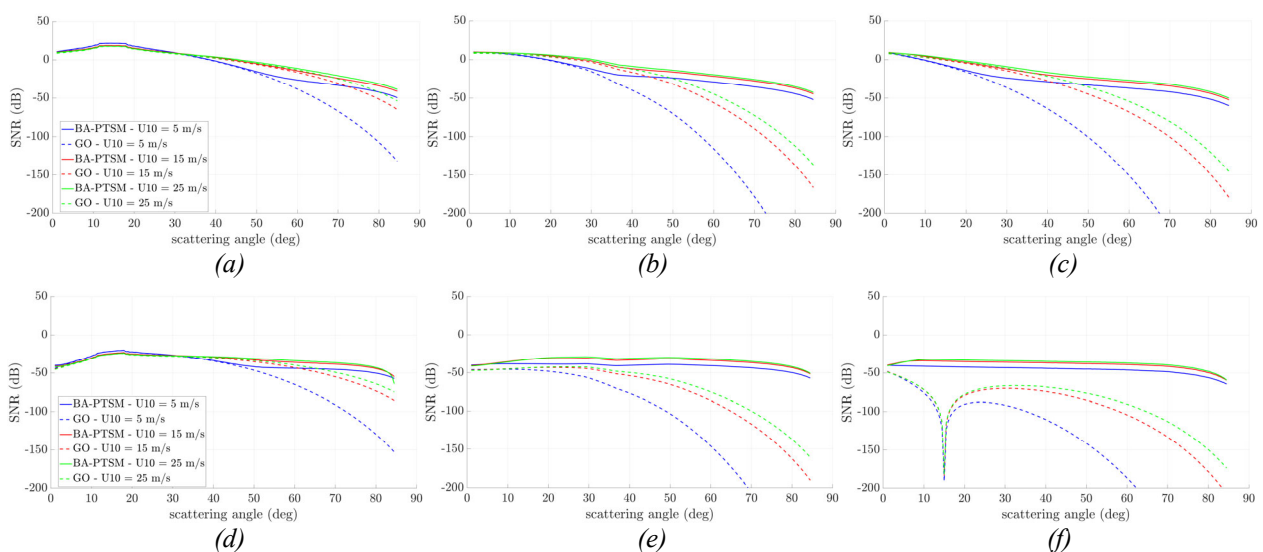 50
0
-50
-100
-150
-200
SNR (dB)
BA-PTSM - U10 = 5 m/s
GO - U10 = 5 m/s
BA-PTSM - U10 = 15 m/s
GO - U10 = 15 m/s
BA-PTSM - U10 = 25 m/s
GO - U10 = 25 m/s
0 10 20 30 40 50 60 70 80 90
scattering angle (deg)
(a)
50
0
-50
-100
-150
-200
SNR (dB)
0 10 20 30 40 50 60 70 80 90
scattering angle (deg)
(b)
50
0
-50
-100
-150
-200
SNR (dB)
0 10 20 30 40 50 60 70 80 90
scattering angle (deg)
(c)
50
0
-50
-100
-150
-200
SNR (dB)
BA-PTSM - U10 = 5 m/s
GO - U10 = 5 m/s
BA-PTSM - U10 = 15 m/s
GO - U10 = 15 m/s
BA-PTSM - U10 = 25 m/s
GO - U10 = 25 m/s
0 10 20 30 40 50 60 70 80 90
scattering angle (deg)
(d)
50
0
-50
-100
-150
-200
SNR (dB)
0 10 20 30 40 50 60 70 80 90
scattering angle (deg)
(e)
50
0
-50
-100
-150
-200
SNR (dB)
0 10 20 30 40 50 60 70 80 90
scattering angle (deg)
(f)